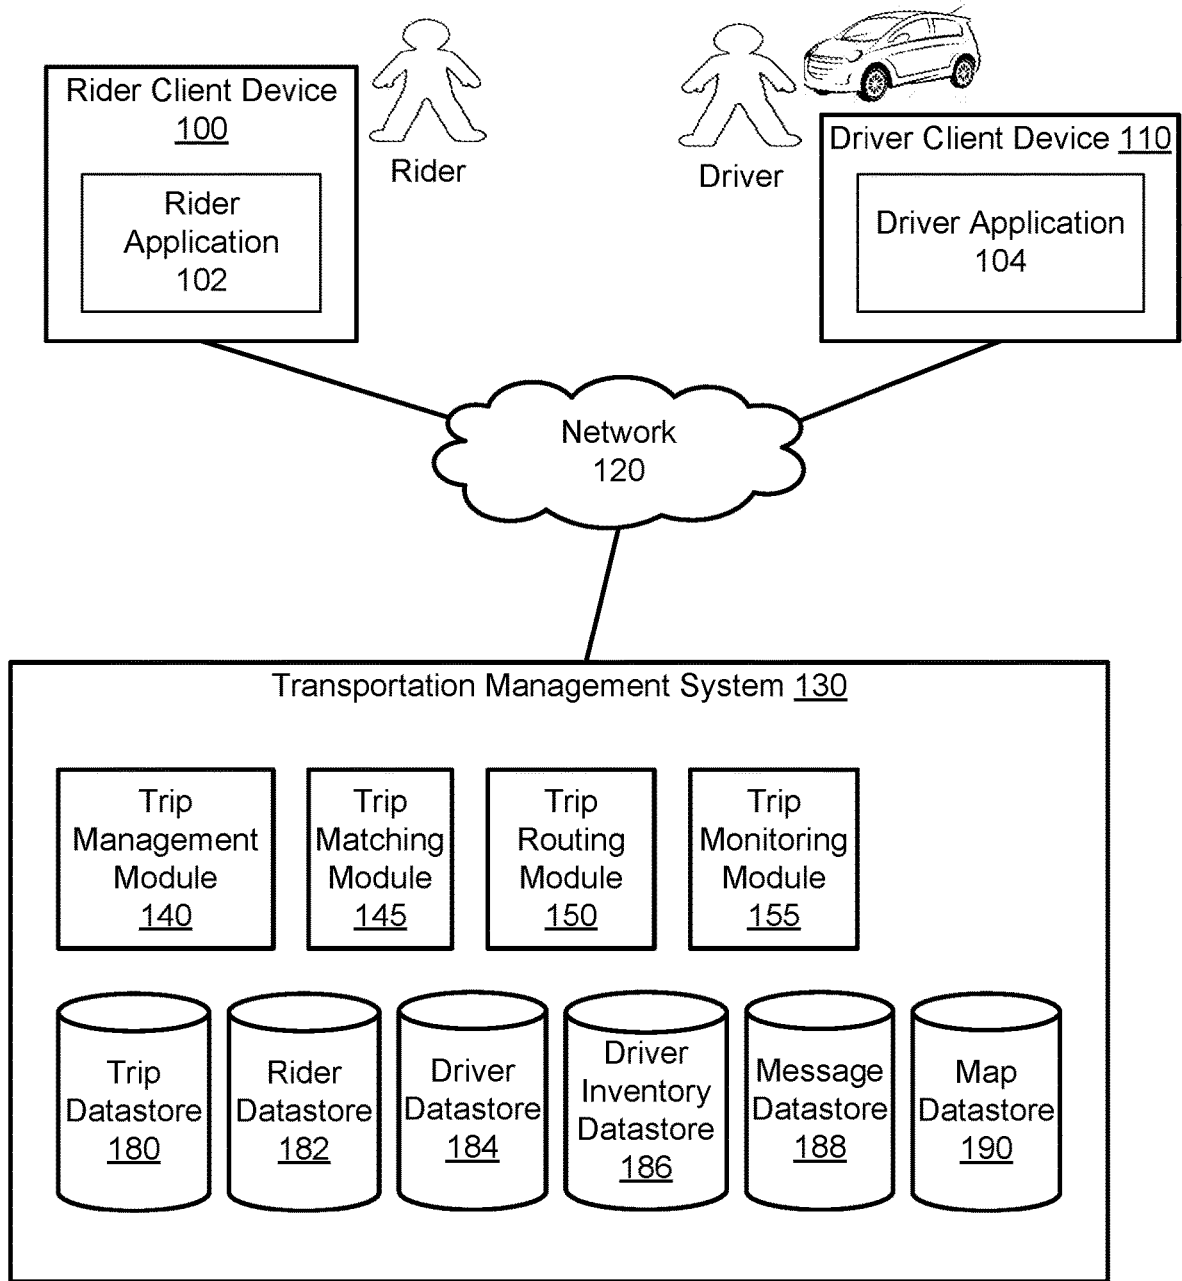 Rider Client Device
100
Rider
Application
102
Rider
Driver
Driver Client Device 110
Driver Application
104
Network
120
Transportation Management System 130
Trip
Management
Module
140
Trip
Matching
Module
145
Trip
Routing
Module
150
Trip
Monitoring
Module
155
Trip
Datastore
180
Rider
Datastore
182
Driver
Datastore
184
Driver
Inventory
Datastore
186
Message
Datastore
188
Map
Datastore
190